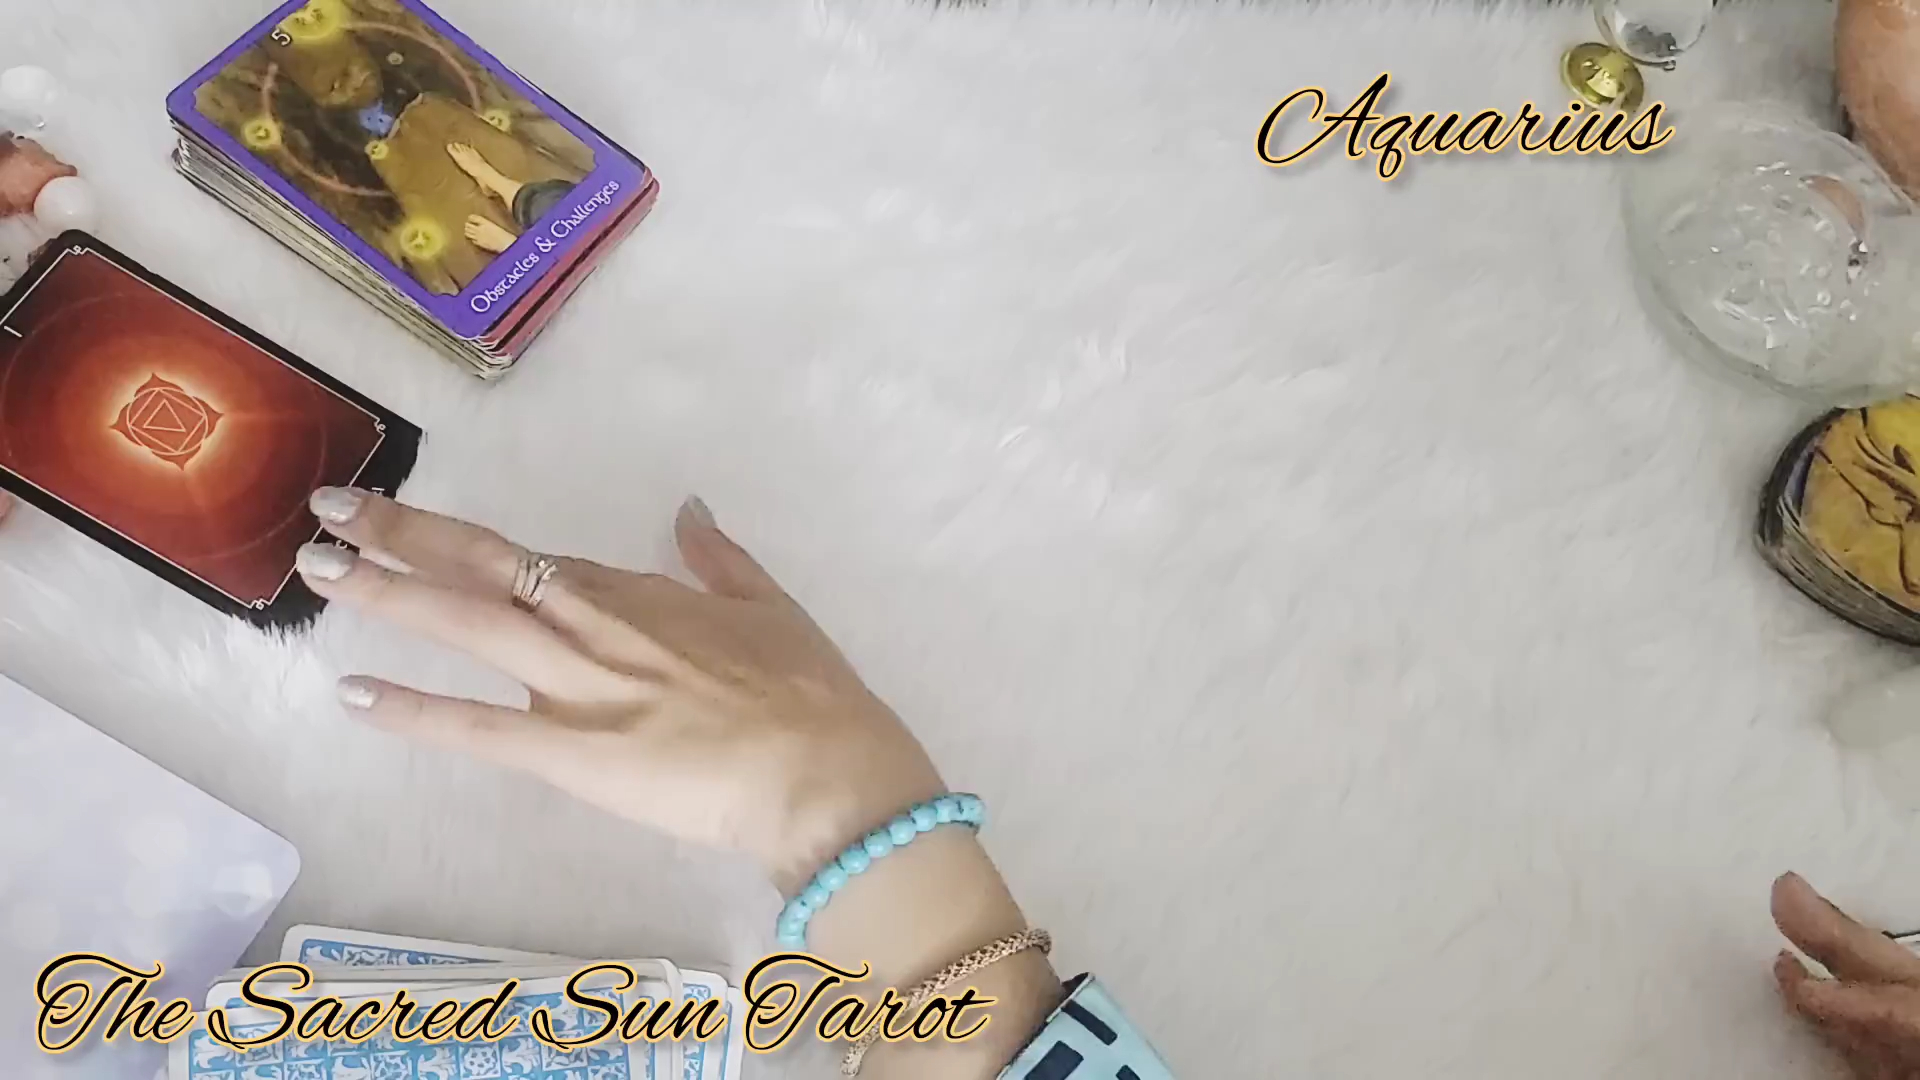 5
Obstacles & Challenges
Aquarius
1
The Sacred Sun Tarot